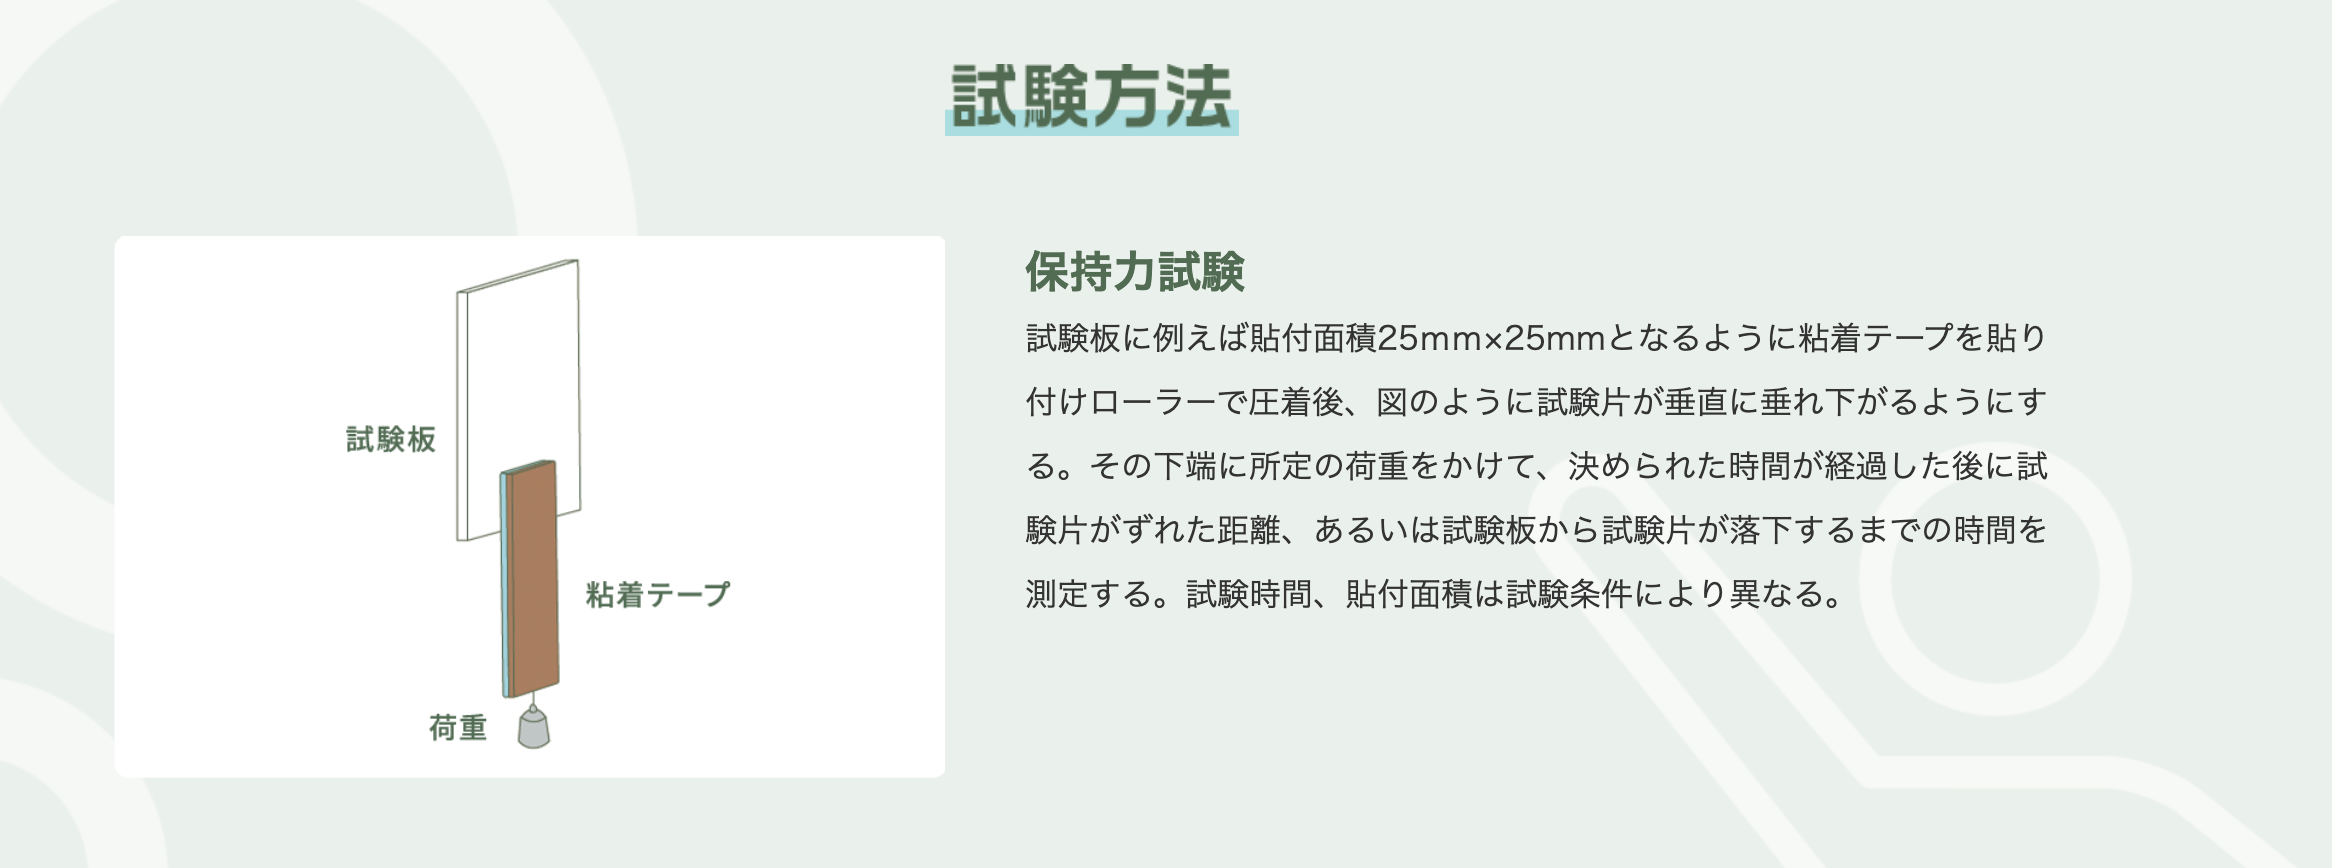 試験方法
保持力試験
試験板に例えば貼付面積25mm×25mmとなるように粘着テープを貼り
付けローラーで圧着後、図のように試験片が垂直に垂れ下がるようにす
る。その下端に所定の荷重をかけて、決められた時間が経過した後に試
験片がずれた距離、あるいは試験板から試験片が落下するまでの時間を
測定する。試験時間、貼付面積は試験条件により異なる。
試験板
粘着テープ
荷重